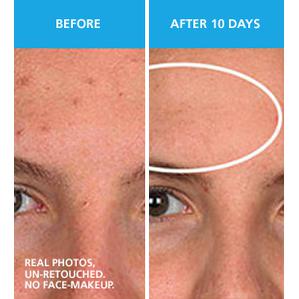 BEFORE
AFTER 10 DAYS
REAL PHOTOS,
UN-RETOUCHED.
NO FACE-MAKEUP.